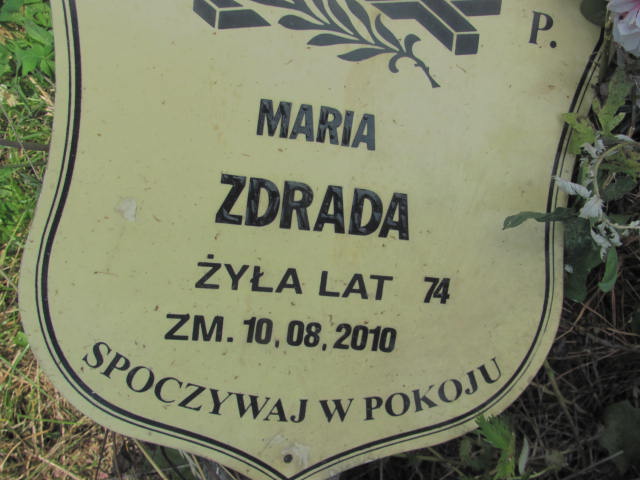 P.
MARIA
ZDRADA
ŻYŁA LAT 74
ZM. 10,08,2010
SPOCZYWAJ W POKOJU